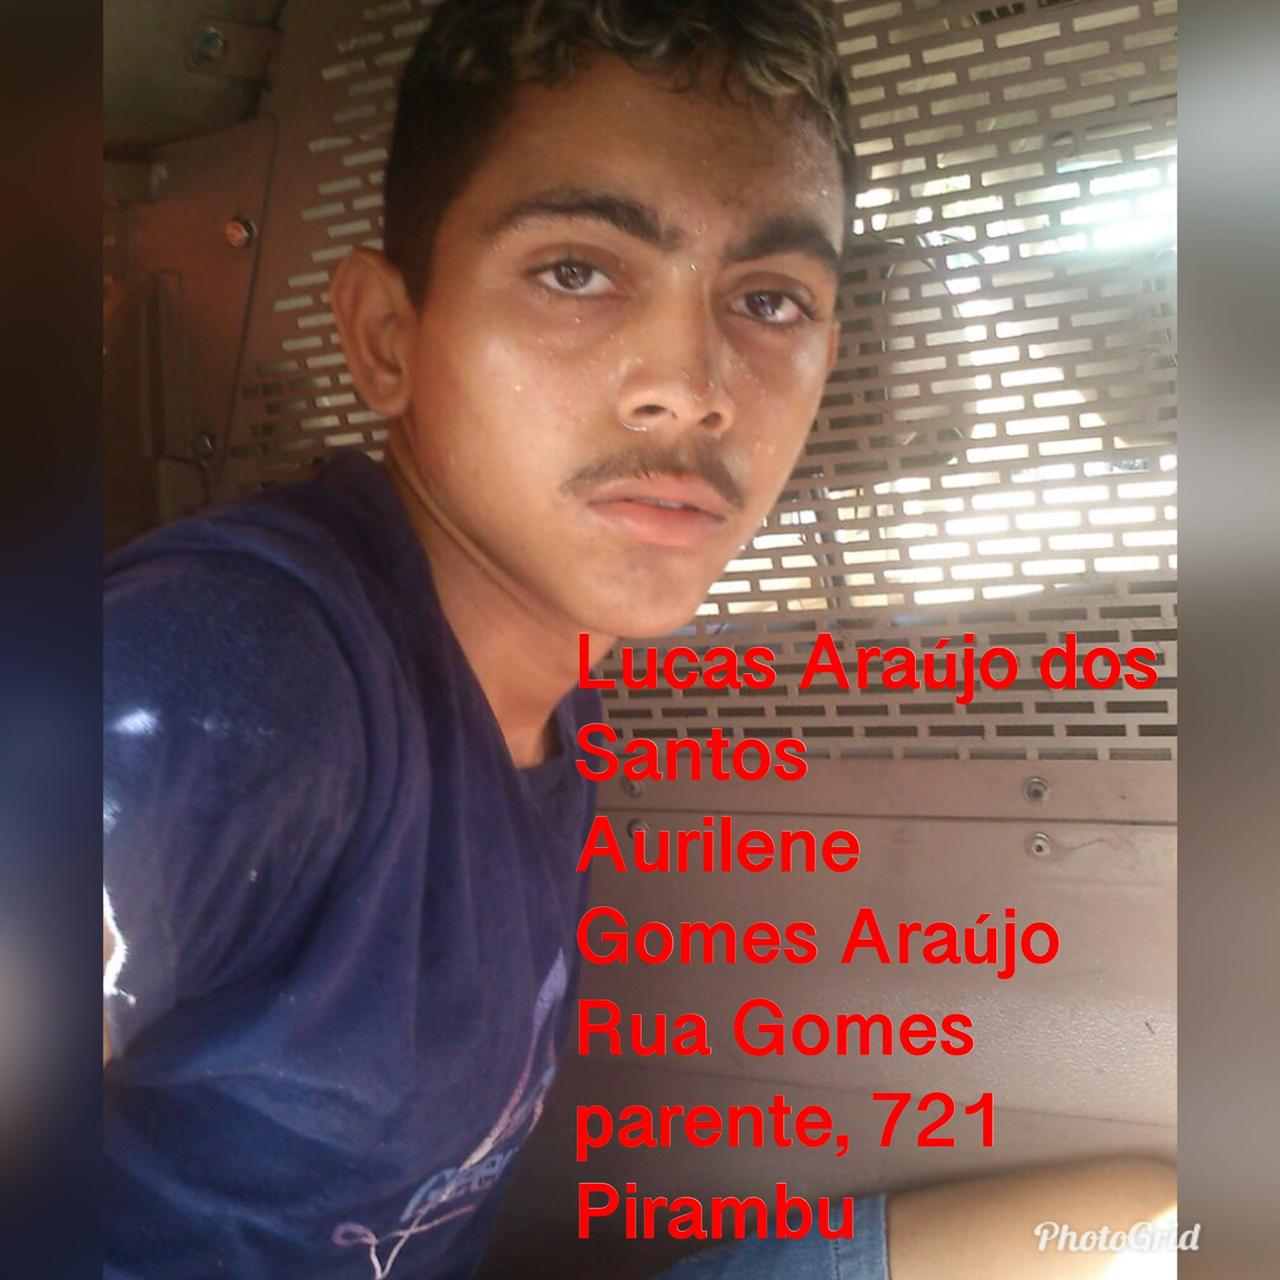 Lucas Araújo dos
Santos
Aurilene
Gomes Araújo
Rua Gomes
parente, 721
Pirambu
PhotoGrid